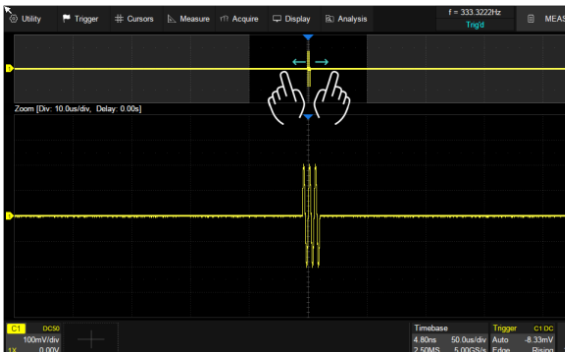 Utility Trigger Cursors Measure Acquire Display Analysis f = 333.3222Hz Trig'd MEAS
Zoom [Div: 10.0us/div, Delay: 0.00s]
C1 DC50 Timebase Trigger C1 DC
100mV/div 4.80ns 50.0us/div Auto -8.33mV
1X 0.00V 2.50MS 5.00GS/s Edge Rising